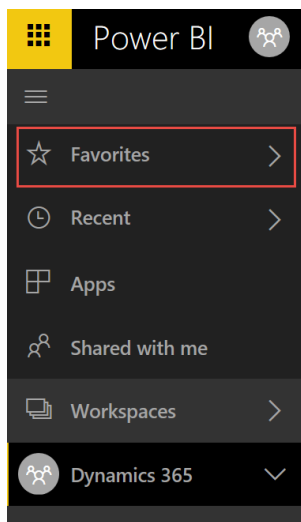 Power BI
Favorites
Recent
Apps
Shared with me
Workspaces
Dynamics 365